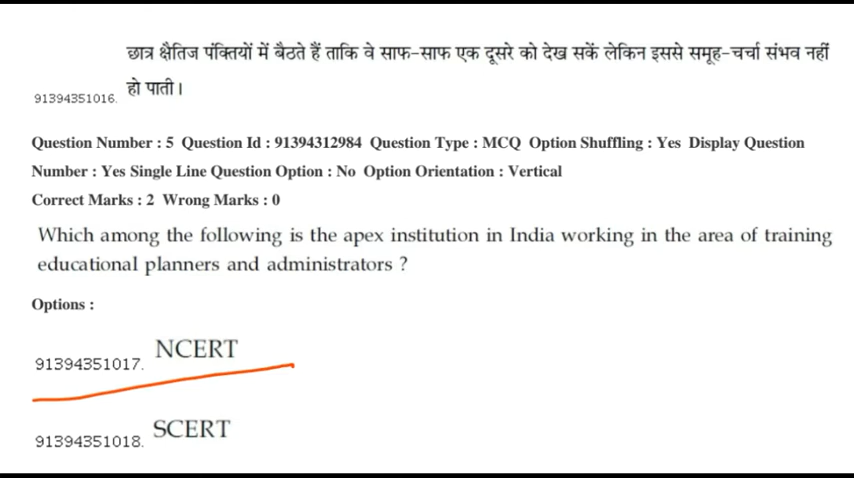 छात्र क्षैतिज पंक्तियों में बैठते हैं ताकि वे साफ-साफ एक दूसरे को देख सकें लेकिन इससे समूह-चर्चा संभव नहीं
91394351016. हो पाती।
Question Number : 5 Question Id : 91394312984 Question Type : MCQ Option Shuffling : Yes Display Question
Number : Yes Single Line Question Option : No Option Orientation : Vertical
Correct Marks : 2 Wrong Marks : 0
Which among the following is the apex institution in India working in the area of training
educational planners and administrators ?
Options :
91394351017. NCERT
91394351018. SCERT